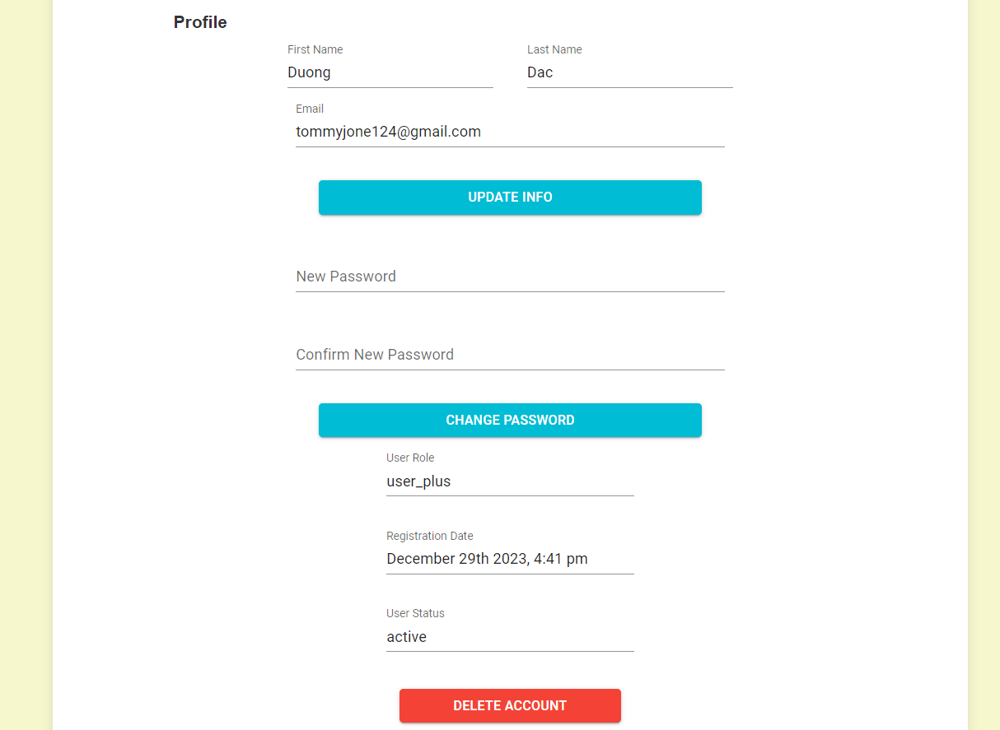 Profile
First Name Last Name
Duong Dac
Email
tommyjone124@gmail.com
UPDATE INFO
New Password
Confirm New Password
CHANGE PASSWORD
User Role
user_plus
Registration Date
December 29th 2023, 4:41 pm
User Status
active
DELETE ACCOUNT